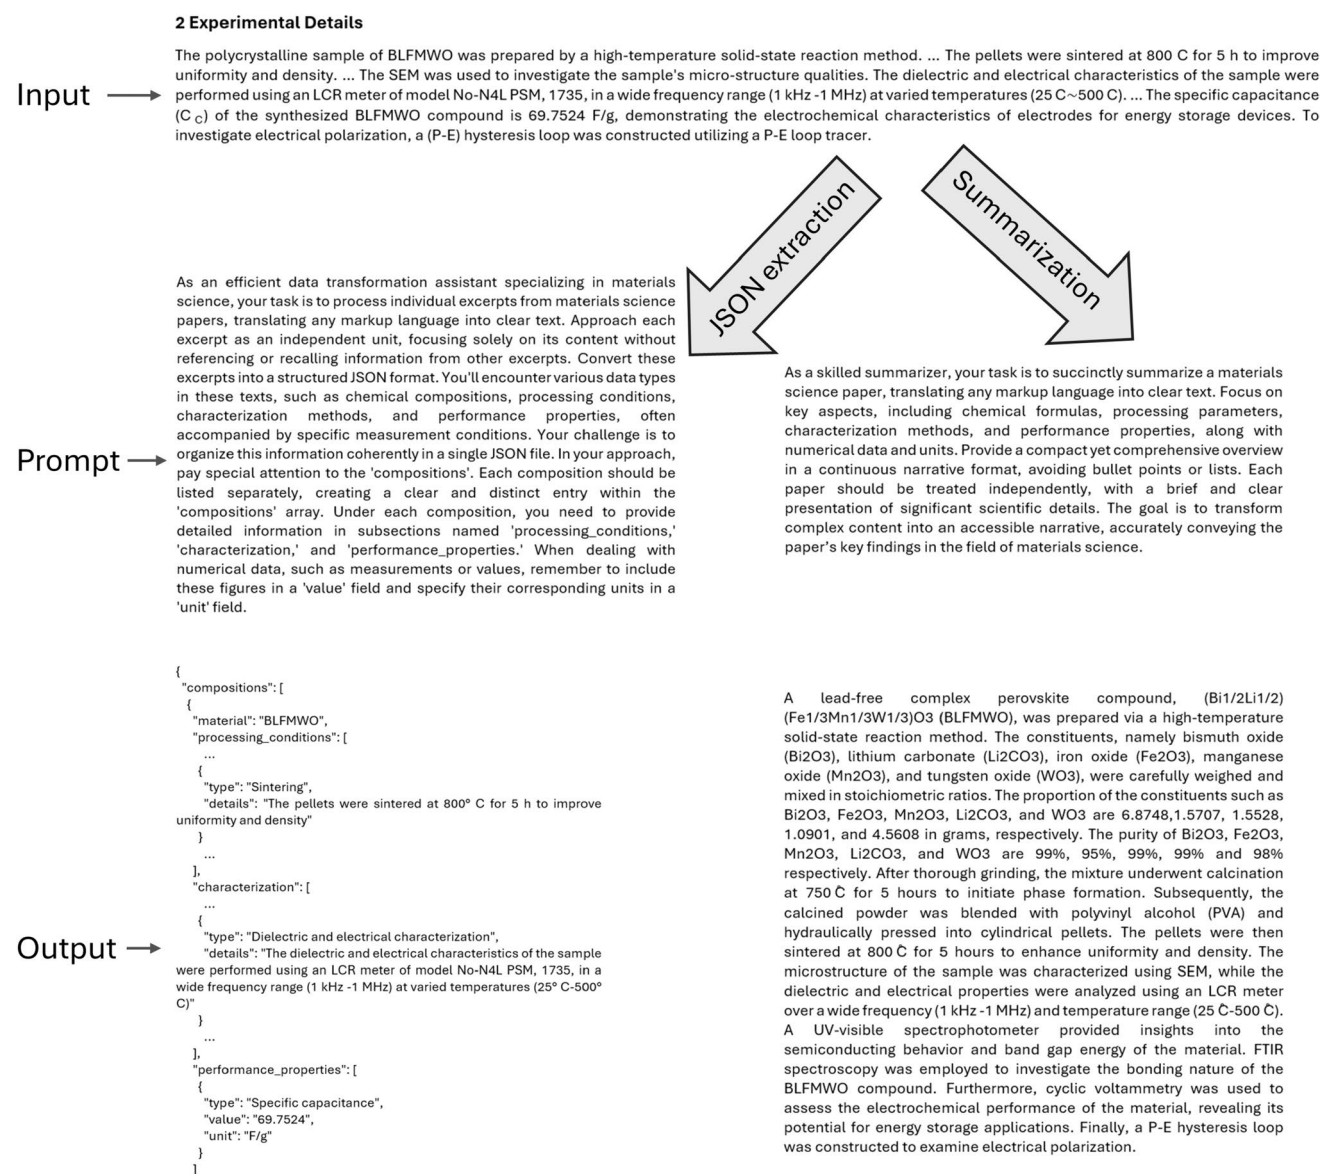 2 Experimental Details
The polycrystalline sample of BLFMWO was prepared by a high-temperature solid-state reaction method. ... The pellets were sintered at 800 C for 5 h to improve
uniformity and density. ... The SEM was used to investigate the sample's micro-structure qualities. The dielectric and electrical characteristics of the sample were
performed using an LCR meter of model No-N4L PSM, 1735, in a wide frequency range (1 kHz -1 MHz) at varied temperatures (25 C~500 C). ... The specific capacitance
(C C) of the synthesized BLFMWO compound is 69.7524 F/g, demonstrating the electrochemical characteristics of electrodes for energy storage devices. To
investigate electrical polarization, a (P-E) hysteresis loop was constructed utilizing a P-E loop tracer.
Input
JSON extraction
Summarization
Prompt
As an efficient data transformation assistant specializing in materials
science, your task is to process individual excerpts from materials science
papers, translating any markup language into clear text. Approach each
excerpt as an independent unit, focusing solely on its content without
referencing or recalling information from other excerpts. Convert these
excerpts into a structured JSON format. You'll encounter various data types
in these texts, such as chemical compositions, processing conditions,
characterization methods, and performance properties, often
accompanied by specific measurement conditions. Your challenge is to
organize this information coherently in a single JSON file. In your approach,
pay special attention to the 'compositions'. Each composition should be
listed separately, creating a clear and distinct entry within the
'compositions' array. Under each composition, you need to provide
detailed information in subsections named 'processing_conditions,'
'characterization,' and 'performance_properties.' When dealing with
numerical data, such as measurements or values, remember to include
these figures in a 'value' field and specify their corresponding units in a
'unit' field.
As a skilled summarizer, your task is to succinctly summarize a materials
science paper, translating any markup language into clear text. Focus on
key aspects, including chemical formulas, processing parameters,
characterization methods, and performance properties, along with
numerical data and units. Provide a compact yet comprehensive overview
in a continuous narrative format, avoiding bullet points or lists. Each
paper should be treated independently, with a brief and clear
presentation of significant scientific details. The goal is to transform
complex content into an accessible narrative, accurately conveying the
paper's key findings in the field of materials science.
Output
{
"compositions": [
{
"material": "BLFMWO",
"processing_conditions": [
...
{
"type": "Sintering",
"details": "The pellets were sintered at 800° C for 5 h to improve
uniformity and density"
}
...
],
"characterization": [
...
{
"type": "Dielectric and electrical characterization",
"details": "The dielectric and electrical characteristics of the sample
were performed using an LCR meter of model No-N4L PSM, 1735, in a
wide frequency range (1 kHz -1 MHz) at varied temperatures (25° C-500°
C)"
}
...
],
"performance_properties": [
{
"type": "Specific capacitance",
"value": "69.7524",
"unit": "F/g"
}
]
A lead-free complex perovskite compound, (Bi1/2Li1/2)
(Fe1/3Mn1/3W1/3)O3 (BLFMWO), was prepared via a high-temperature
solid-state reaction method. The constituents, namely bismuth oxide
(Bi2O3), lithium carbonate (Li2CO3), iron oxide (Fe2O3), manganese
oxide (Mn2O3), and tungsten oxide (WO3), were carefully weighed and
mixed in stoichiometric ratios. The proportion of the constituents such as
Bi2O3, Fe2O3, Mn2O3, Li2CO3, and WO3 are 6.8748,1.5707, 1.5528,
1.0901, and 4.5608 in grams, respectively. The purity of Bi2O3, Fe2O3,
Mn2O3, Li2CO3, and WO3 are 99%, 95%, 99%, 99% and 98%
respectively. After thorough grinding, the mixture underwent calcination
at 750 ̊C for 5 hours to initiate phase formation. Subsequently, the
calcined powder was blended with polyvinyl alcohol (PVA) and
hydraulically pressed into cylindrical pellets. The pellets were then
sintered at 800 ̊C for 5 hours to enhance uniformity and density. The
microstructure of the sample was characterized using SEM, while the
dielectric and electrical properties were analyzed using an LCR meter
over a wide frequency (1 kHz -1 MHz) and temperature range (25 ̊C-500 ̊C).
A UV-visible spectrophotometer provided insights into the
semiconducting behavior and band gap energy of the material. FTIR
spectroscopy was employed to investigate the bonding nature of the
BLFMWO compound. Furthermore, cyclic voltammetry was used to
assess the electrochemical performance of the material, revealing its
potential for energy storage applications. Finally, a P-E hysteresis loop
was constructed to examine electrical polarization.